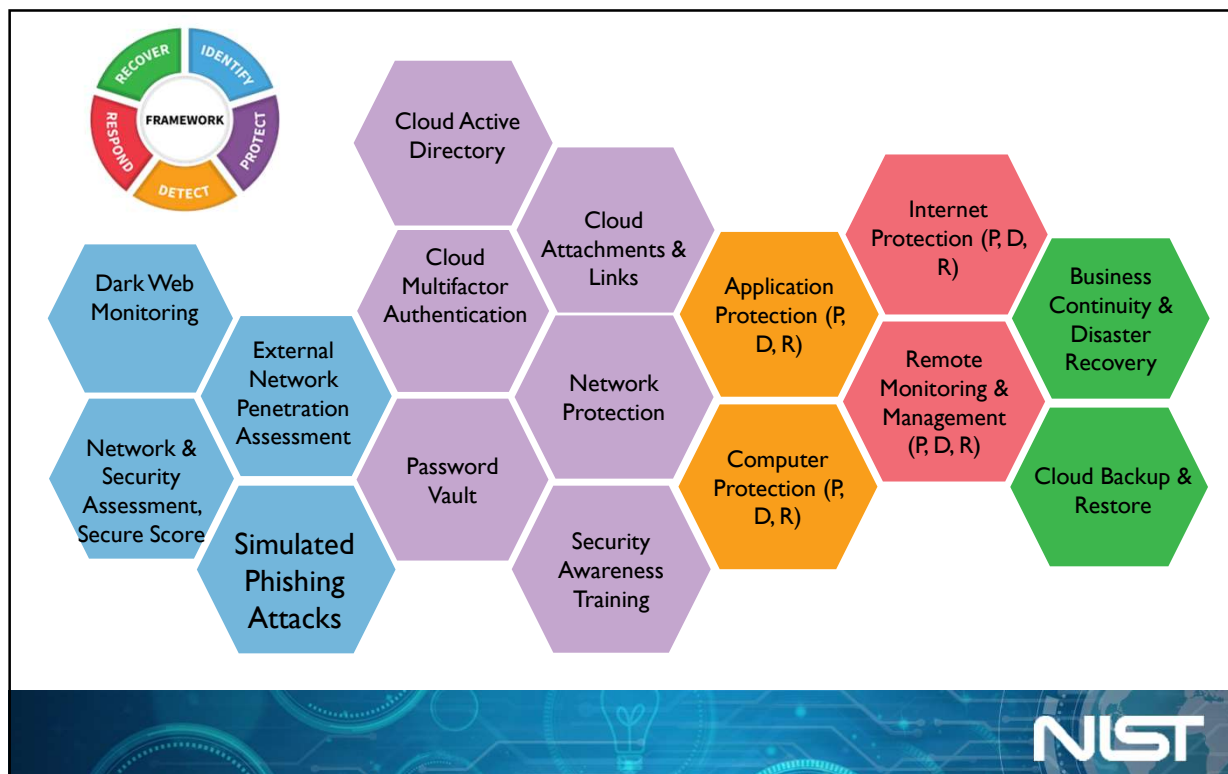 RECOVER
IDENTIFY
PROTECT
DETECT
RESPOND
FRAMEWORK
Dark Web
Monitoring
Network &
Security
Assessment,
Secure Score
External
Network
Penetration
Assessment
Simulated
Phishing
Attacks
Cloud Active
Directory
Cloud
Multifactor
Authentication
Password
Vault
Cloud
Attachments &
Links
Network
Protection
Security
Awareness
Training
Application
Protection (P,
D, R)
Computer
Protection (P,
D, R)
Internet
Protection (P, D,
R)
Remote
Monitoring &
Management
(P, D, R)
Business
Continuity &
Disaster
Recovery
Cloud Backup &
Restore
NIST